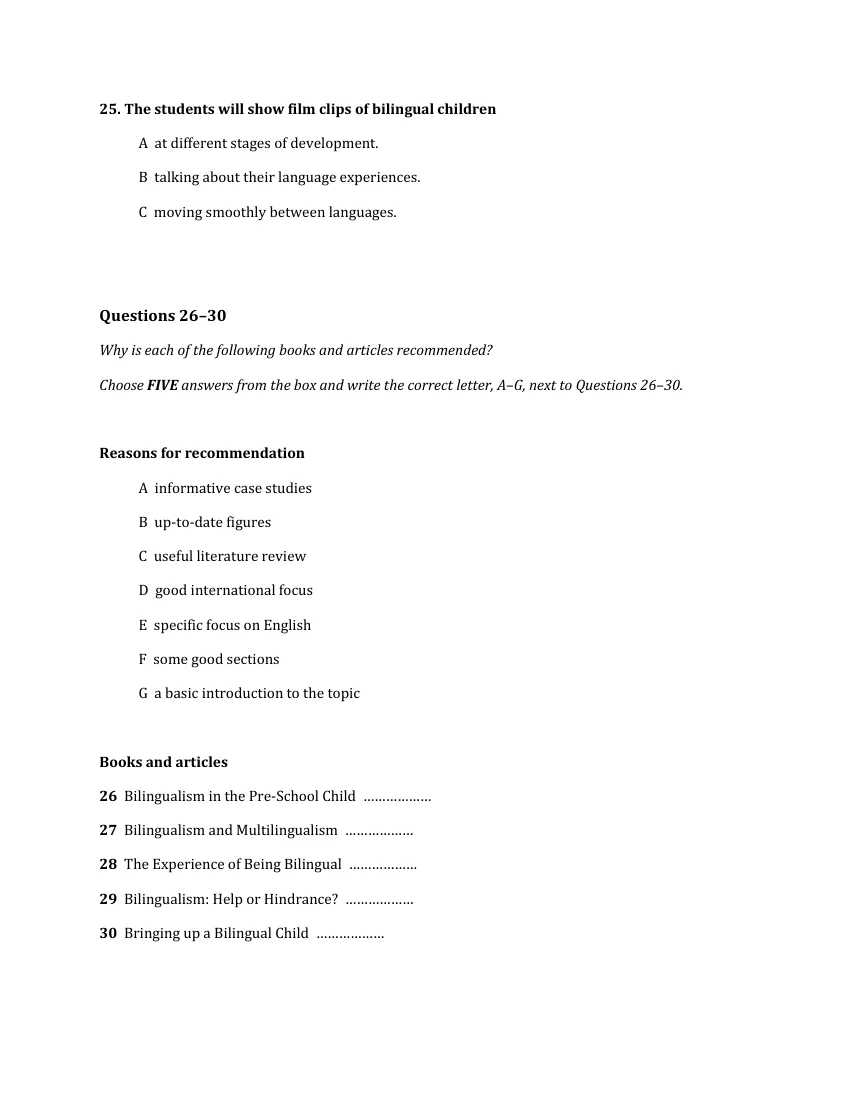 25. The students will show film clips of bilingual children
A at different stages of development.
B talking about their language experiences.
C moving smoothly between languages.
Questions 26–30
Why is each of the following books and articles recommended?
Choose FIVE answers from the box and write the correct letter, A–G, next to Questions 26–30.
Reasons for recommendation
A informative case studies
B up-to-date figures
C useful literature review
D good international focus
E specific focus on English
F some good sections
G a basic introduction to the topic
Books and articles
26 Bilingualism in the Pre-School Child ………………
27 Bilingualism and Multilingualism ………………
28 The Experience of Being Bilingual ………………
29 Bilingualism: Help or Hindrance? ………………
30 Bringing up a Bilingual Child ………………